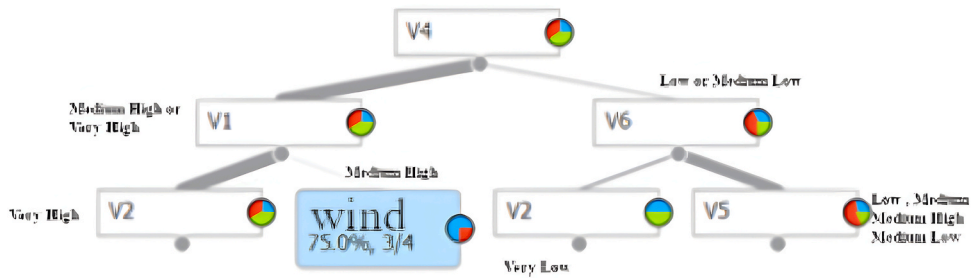 V4
Low or Medium Low
Medium High or
Very High
V1
V6
Medium High
Very High
V2
wind
75.0%, 3/4
V2
V5
Low , Medium
Medium High
Medium Low
Very Low